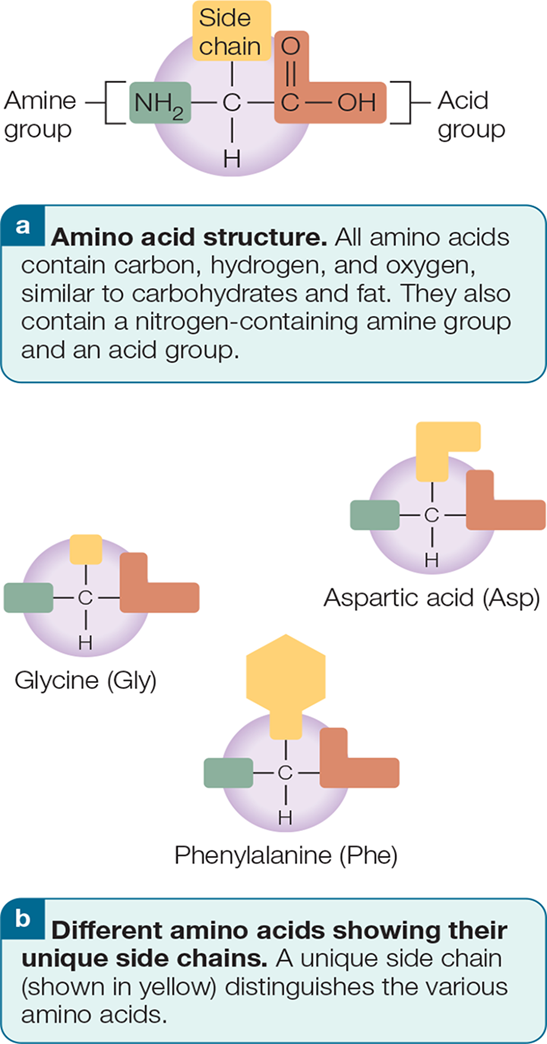 Side
chain
O
Amine
group
NH₂
C
C
OH
Acid
group
H
a Amino acid structure. All amino acids
contain carbon, hydrogen, and oxygen,
similar to carbohydrates and fat. They also
contain a nitrogen-containing amine group
and an acid group.
C
H
Aspartic acid (Asp)
C
H
Glycine (Gly)
C
H
Phenylalanine (Phe)
b Different amino acids showing their
unique side chains. A unique side chain
(shown in yellow) distinguishes the various
amino acids.